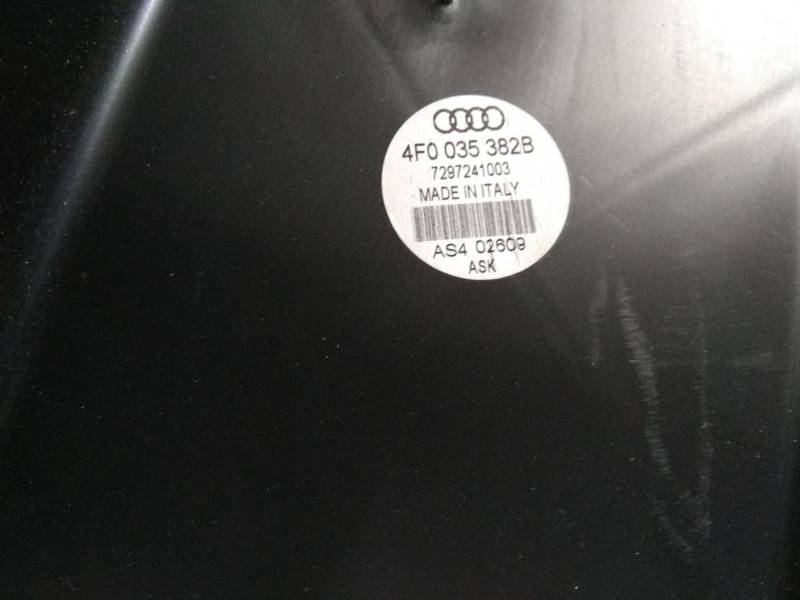 4F0 035 382B
7297241003
MADE IN ITALY
AS4 02609
ASK